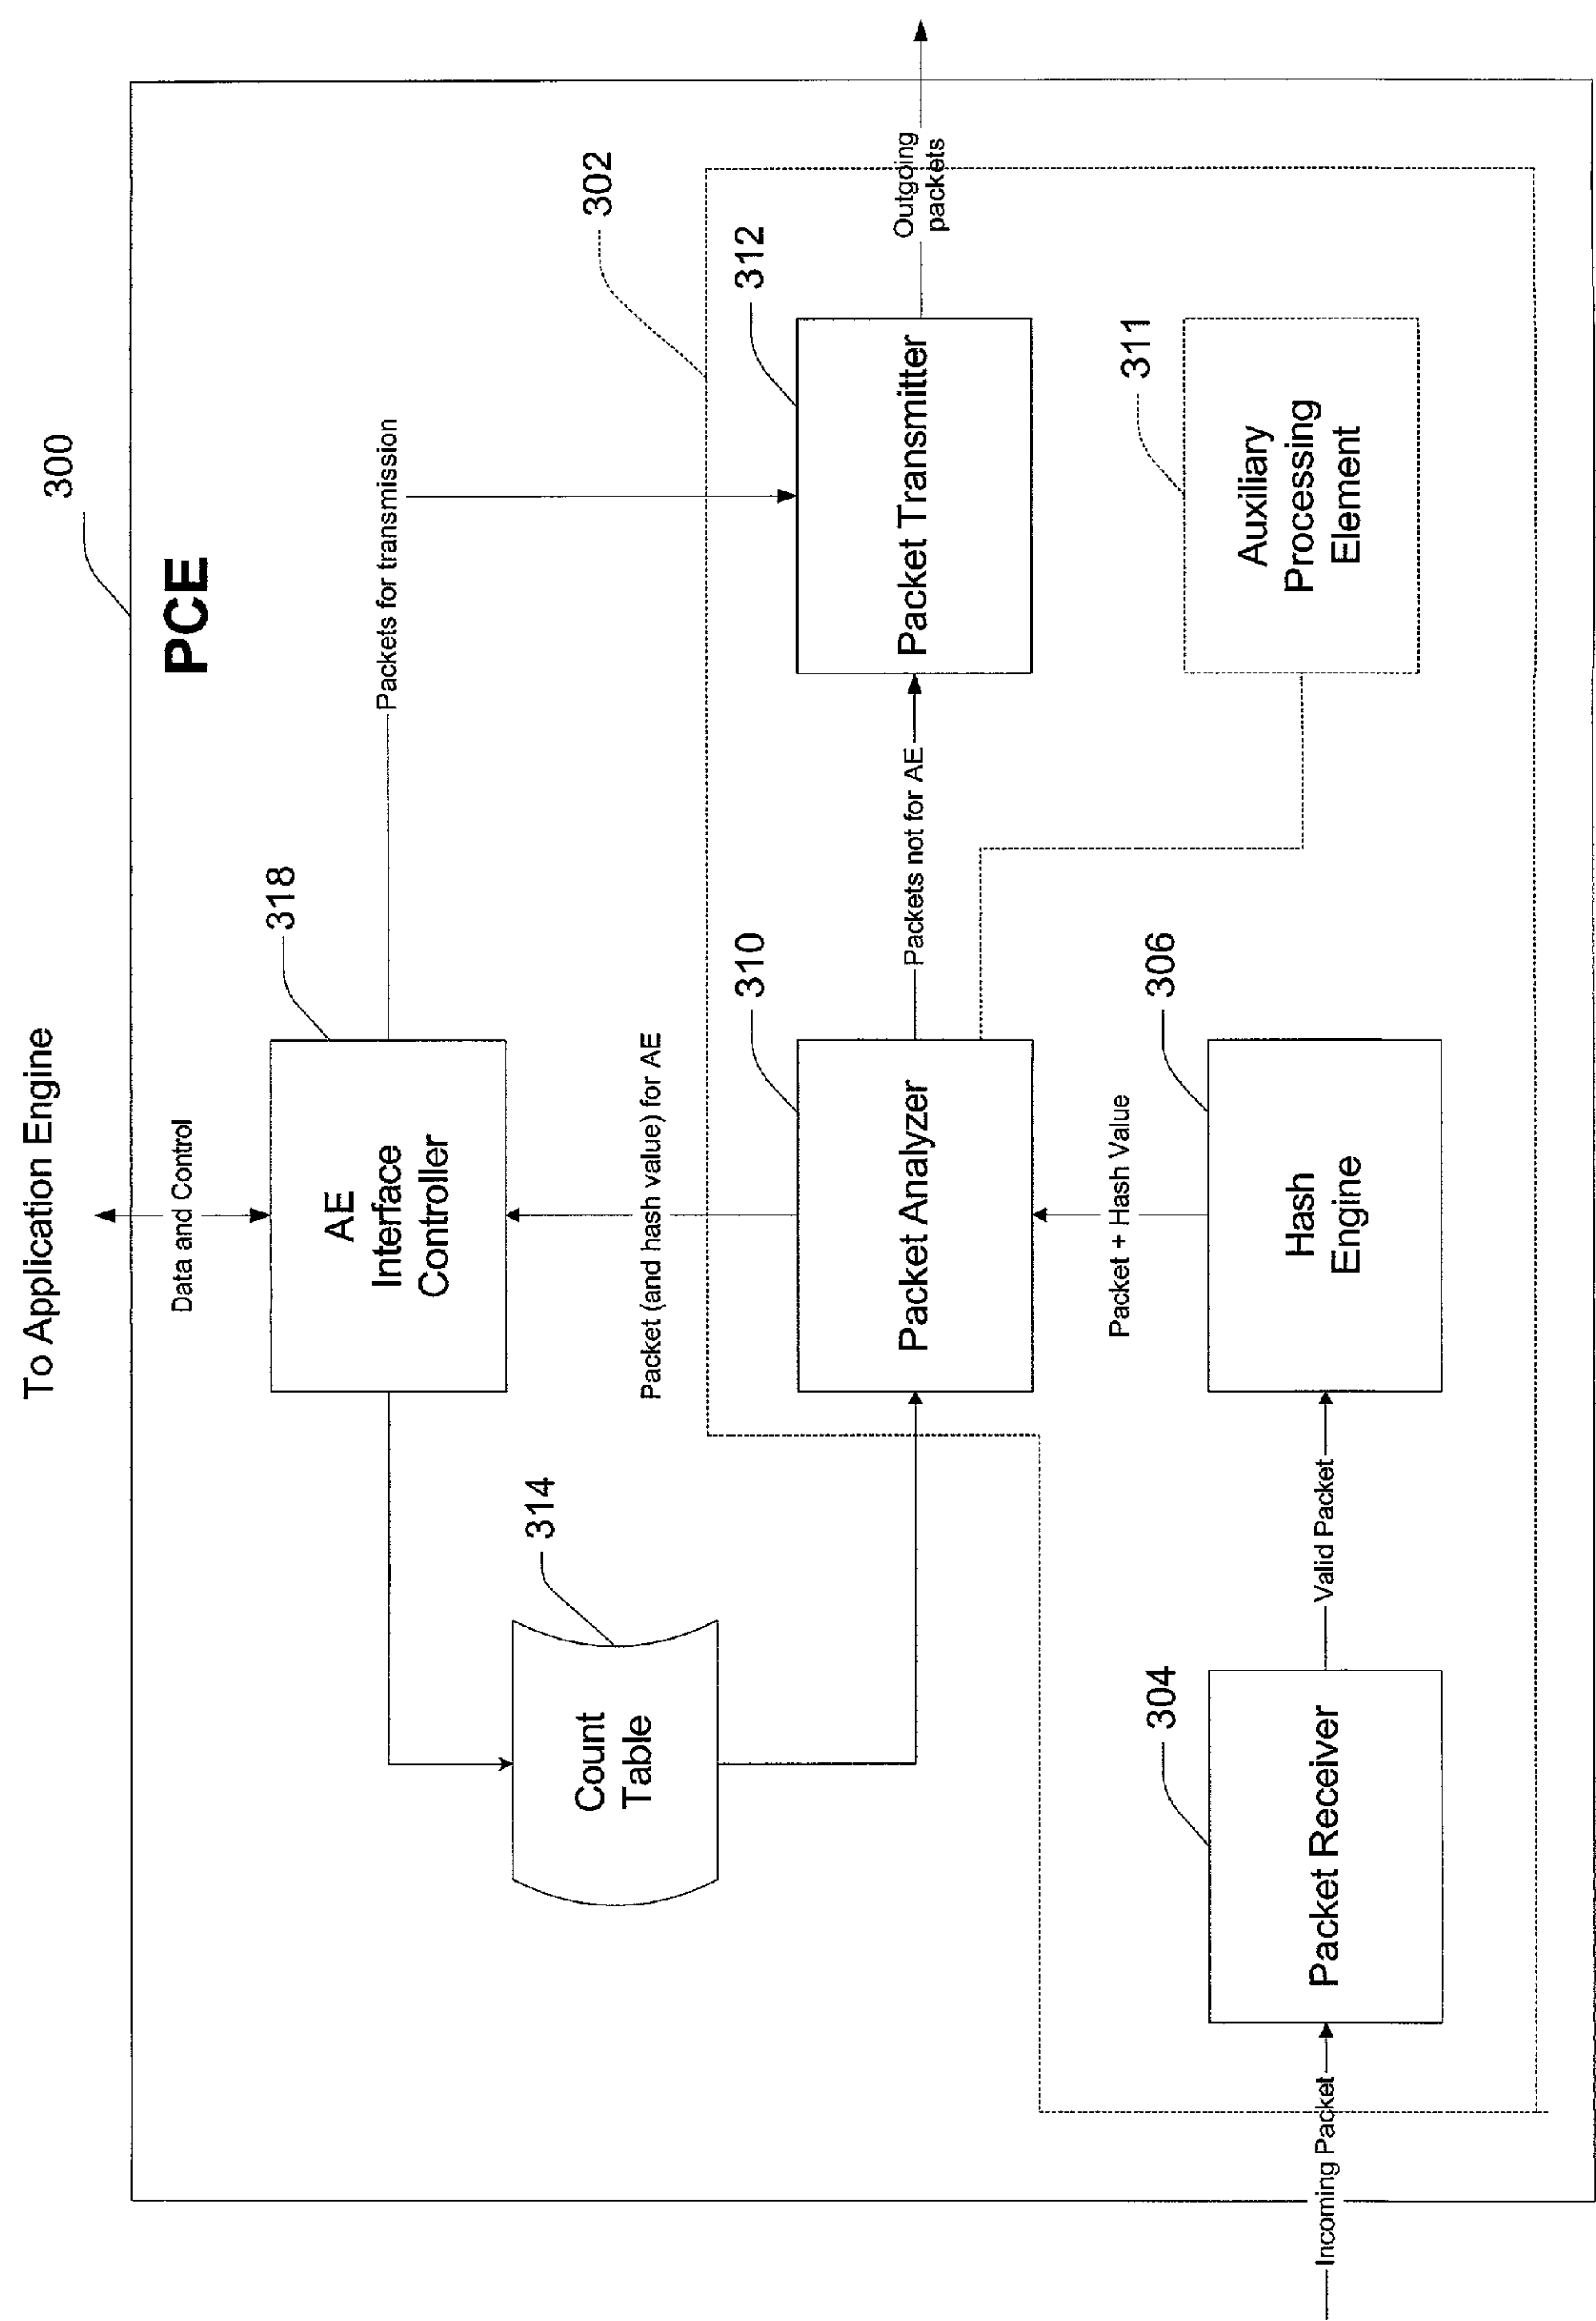 To Application Engine
300
PCE
Data and Control
318
AE
Interface
Controller
Packets for transmission
314
Count
Table
302
Packet (and hash value) for AE
310
Packet Analyzer
Packets not for AE
312
Packet Transmitter
Outgoing
packets
Packet + Hash Value
311
Auxiliary
Processing
Element
306
Hash
Engine
304
Packet Receiver
Valid Packet
Incoming Packet